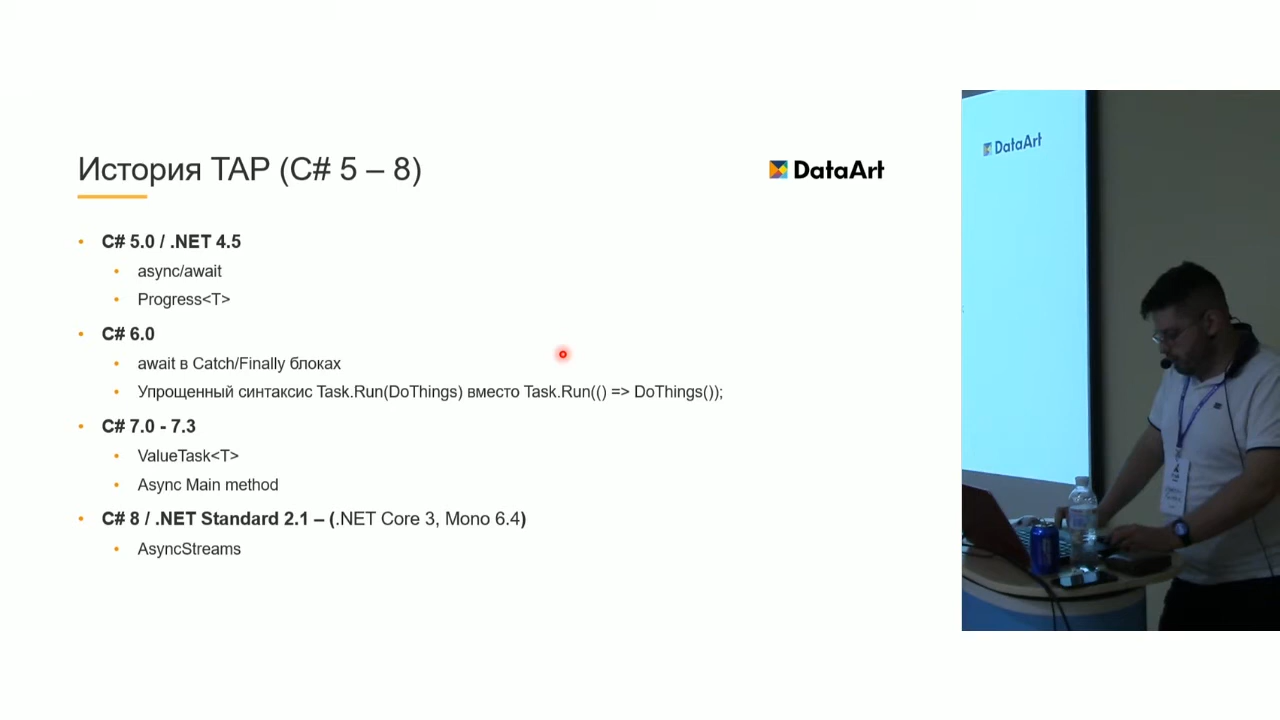 История TAP (C# 5 – 8)
DataArt
DataArt
C# 5.0 / .NET 4.5
async/await
Progress<T>
C# 6.0
await в Catch/Finally блоках
Упрощенный синтаксис Task.Run(DoThings) вместо Task.Run(() => DoThings());
C# 7.0 - 7.3
ValueTask<T>
Async Main method
C# 8 / .NET Standard 2.1 – (.NET Core 3, Mono 6.4)
AsyncStreams